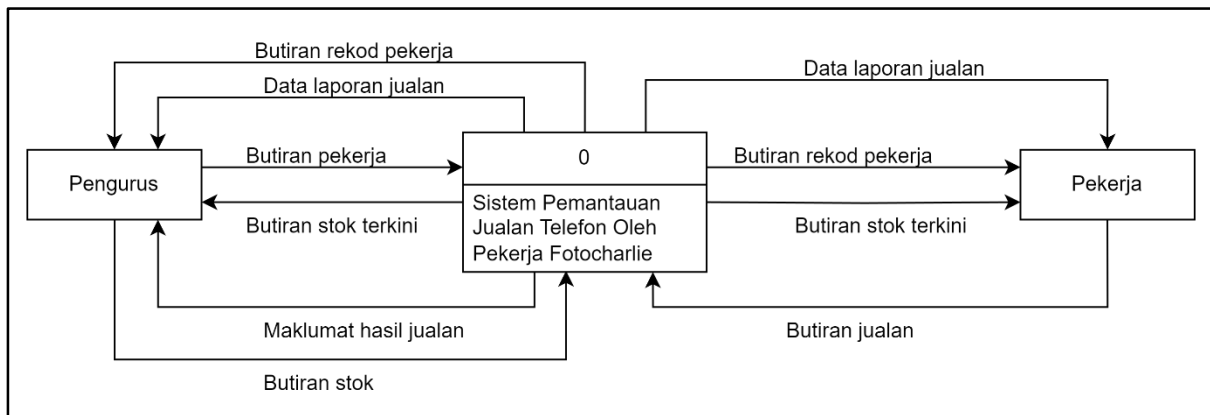 Butiran rekod pekerja
Data laporan jualan
Data laporan jualan
Butiran pekerja
0
Butiran rekod pekerja
Pengurus
Pekerja
Sistem Pemantauan
Jualan Telefon Oleh
Pekerja Fotocharlie
Butiran stok terkini
Butiran stok terkini
Maklumat hasil jualan
Butiran jualan
Butiran stok